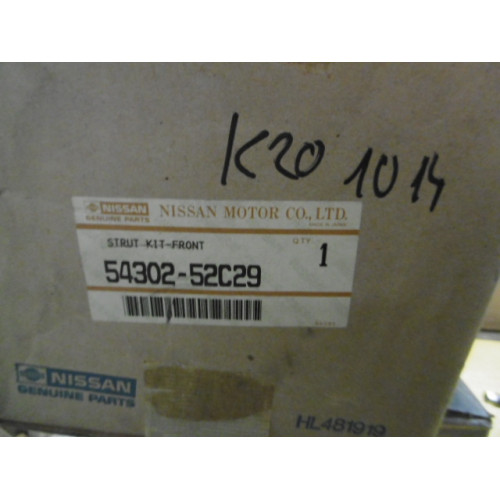 K20 1014
NISSAN NISSAN MOTOR CO., LTD.
GENUINE PARTS MADE IN JAPAN
STRUT KIT-FRONT QTY. 1
54302-52C29
NISSAN
GENUINE PARTS
HL481919